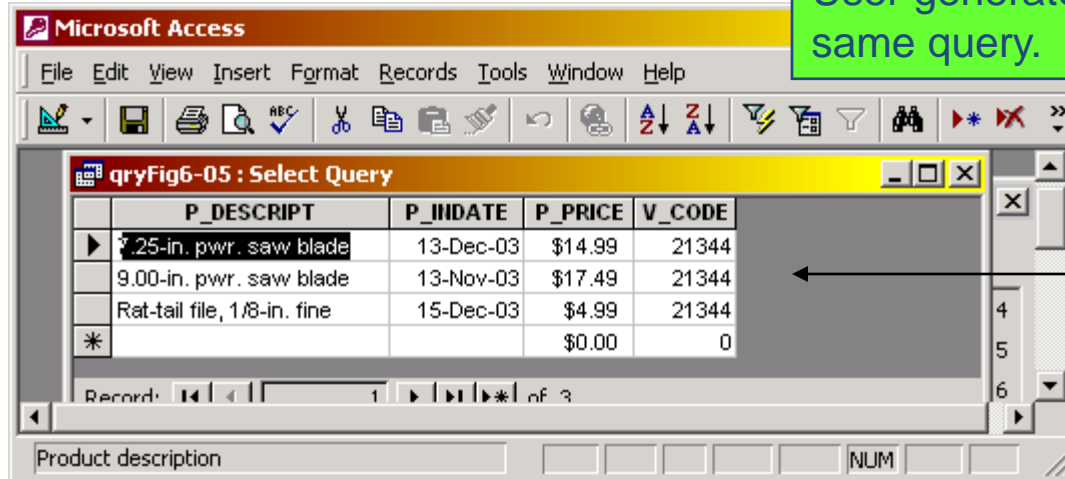 User generate
same query.
Microsoft Access
File Edit View Insert Format Records Tools Window Help
qryFig6-05 : Select Query
P_DESCRIPT P_INDATE P_PRICE V_CODE
7.25-in. pwr. saw blade 13-Dec-03 $14.99 21344
9.00-in. pwr. saw blade 13-Nov-03 $17.49 21344
Rat-tail file, 1/8-in. fine 15-Dec-03 $4.99 21344
$0.00 0
4
5
6
Record: 1 of 3
Product description NUM